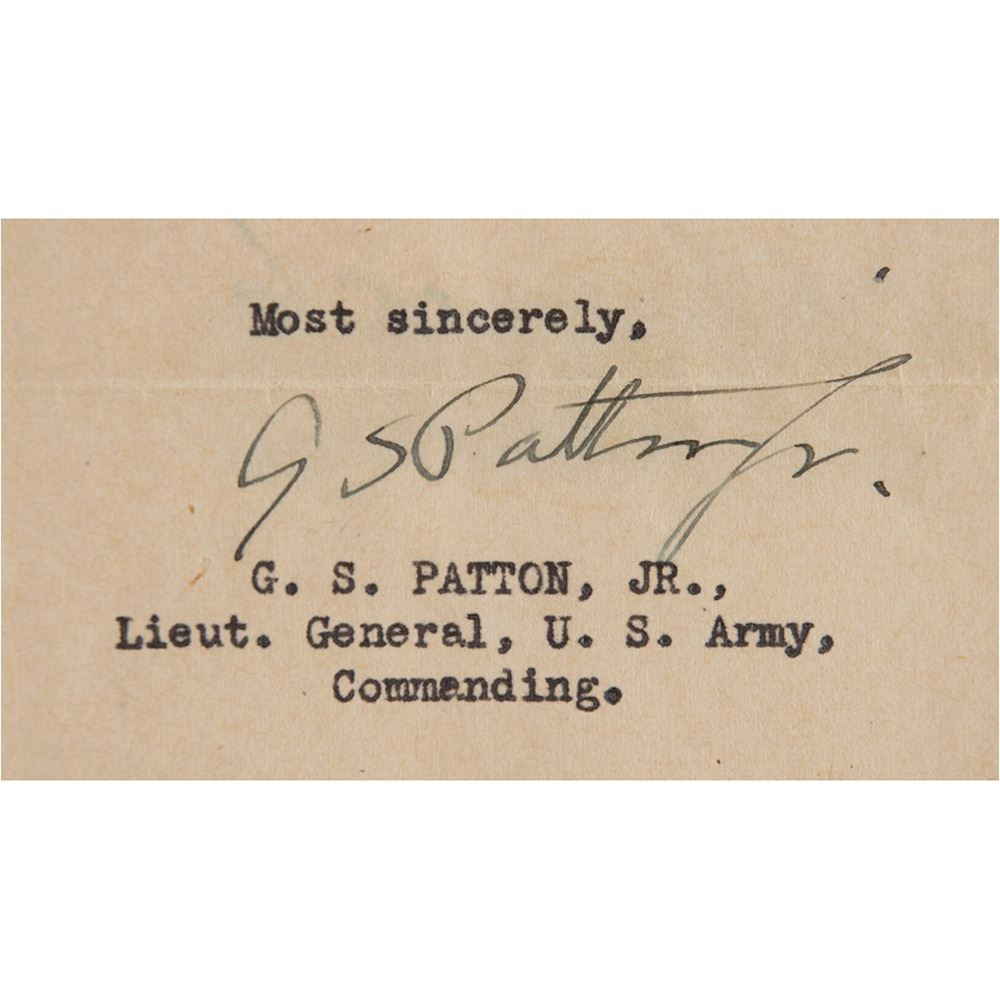 Most sincerely,
G S Patton Jr.
G. S. PATTON, JR.,
Lieut. General, U. S. Army,
Commanding.